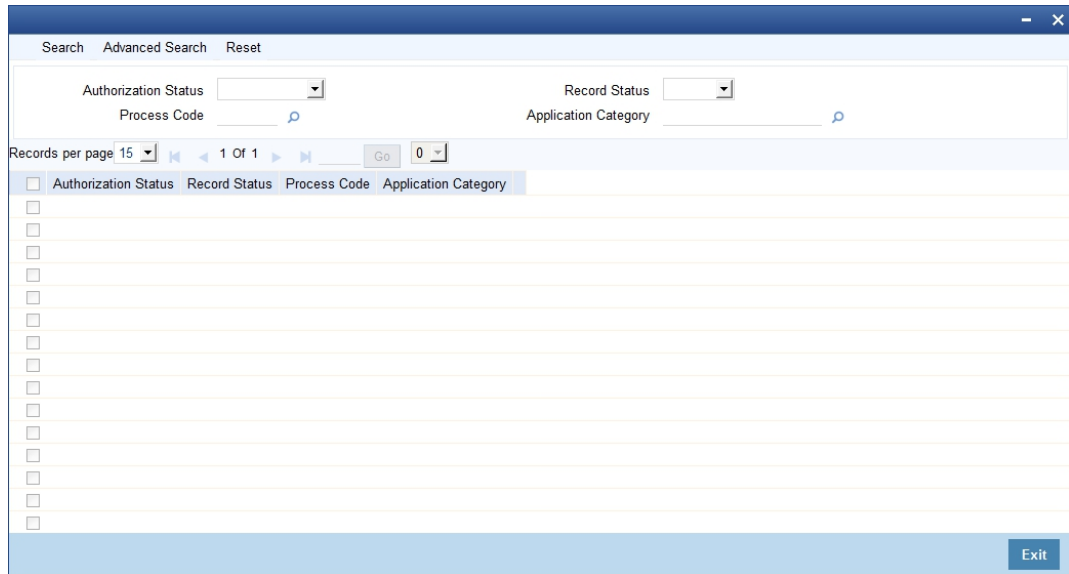 Search Advanced Search Reset
Authorization Status Record Status
Process Code Application Category
Records per page 15 1 Of 1 Go 0
Authorization Status Record Status Process Code Application Category
Exit